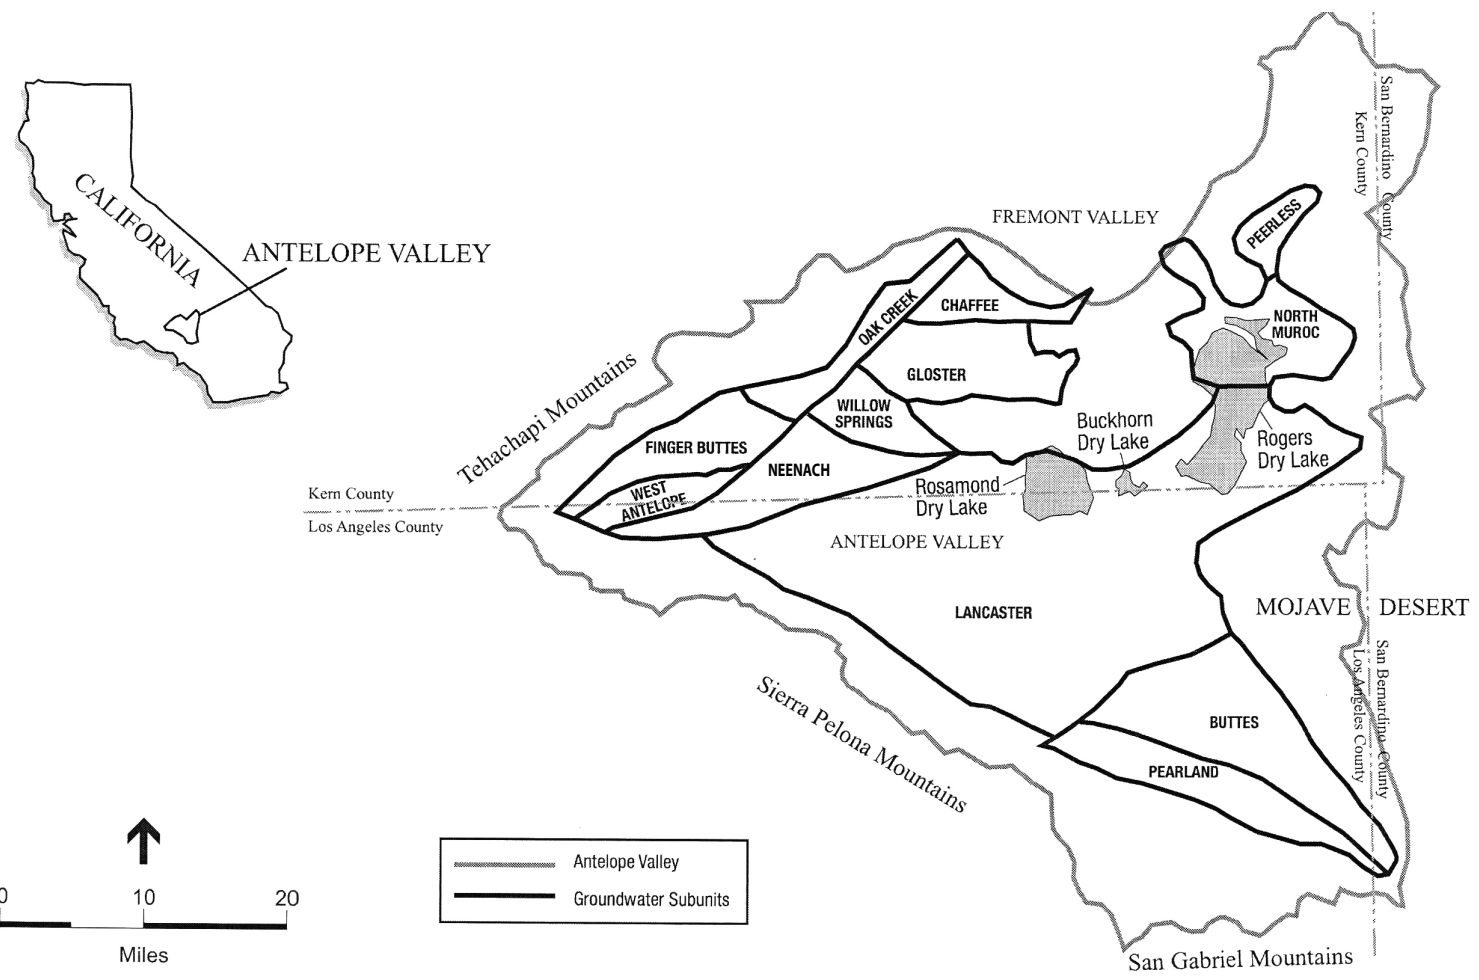 CALIFORNIA
ANTELOPE VALLEY
FREMONT VALLEY
San Bernardino County
Kern County
PEERLESS
CHAFFEE
OAK CREEK
NORTH
MUROC
GLOSTER
Tehachapi Mountains
WILLOW
SPRINGS
Buckhorn
Dry Lake
Rogers
Dry Lake
FINGER BUTTES
NEENACH
WEST
ANTELOPE
Rosamond
Dry Lake
Kern County
Los Angeles County
ANTELOPE VALLEY
LANCASTER
MOJAVE DESERT
San Bernardino County
Los Angeles County
Sierra Pelona Mountains
BUTTES
PEARLAND
Antelope Valley
Groundwater Subunits
0 10 20
Miles
San Gabriel Mountains